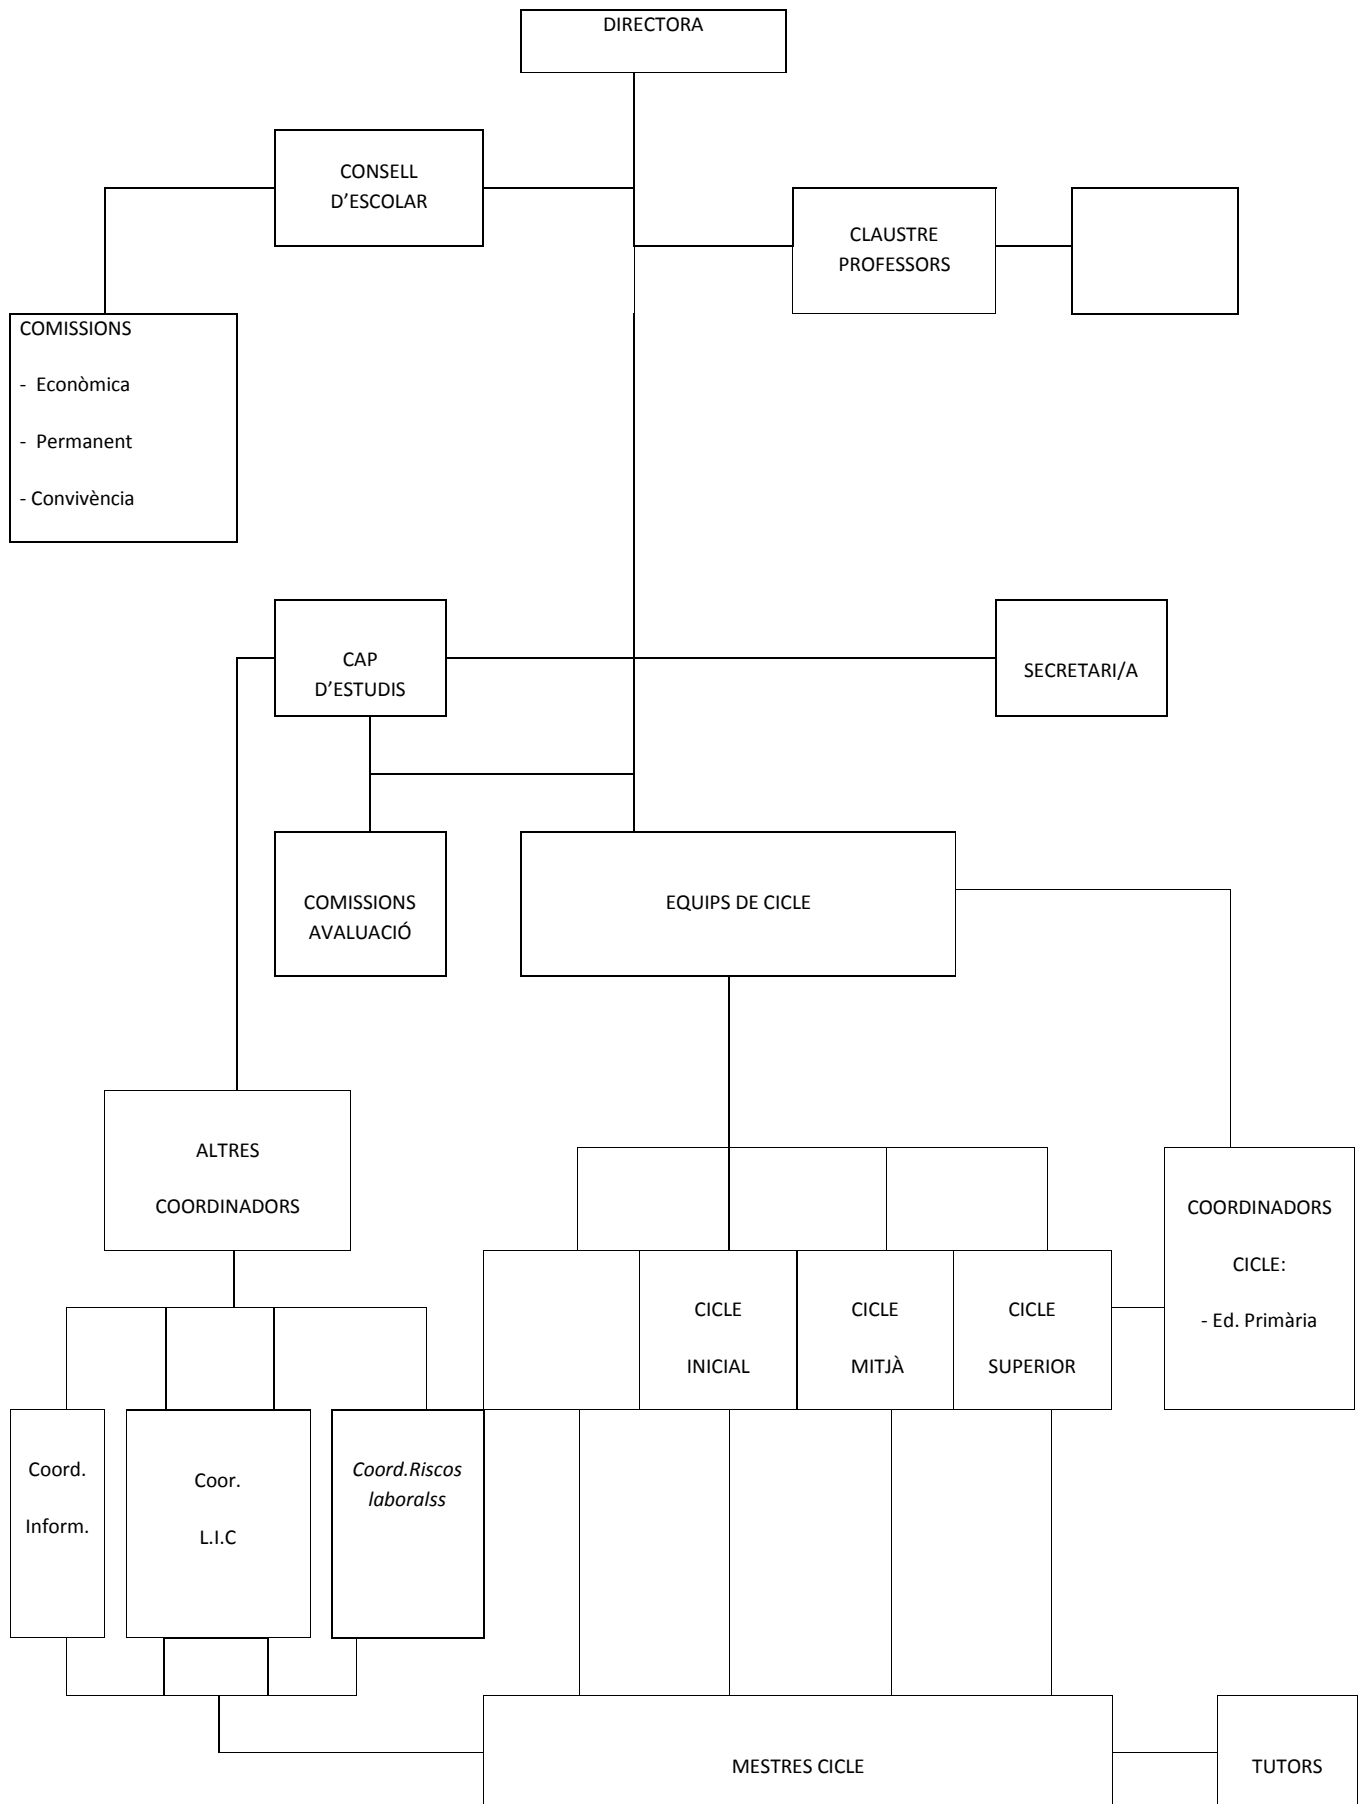 DIRECTORA
CONSELL
D’ESCOLAR
CLAUSTRE
PROFESSORS
COMISSIONS
- Econòmica
- Permanent
- Convivència
CAP
D’ESTUDIS
SECRETARI/A
COMISSIONS
AVALUACIÓ
EQUIPS DE CICLE
ALTRES
COORDINADORS
COORDINADORS
CICLE:
- Ed. Primària
CICLE
INICIAL
CICLE
MITJÀ
CICLE
SUPERIOR
Coord.
Inform.
Coor.
L.I.C
Coord.Riscos
laboralss
MESTRES CICLE
TUTORS